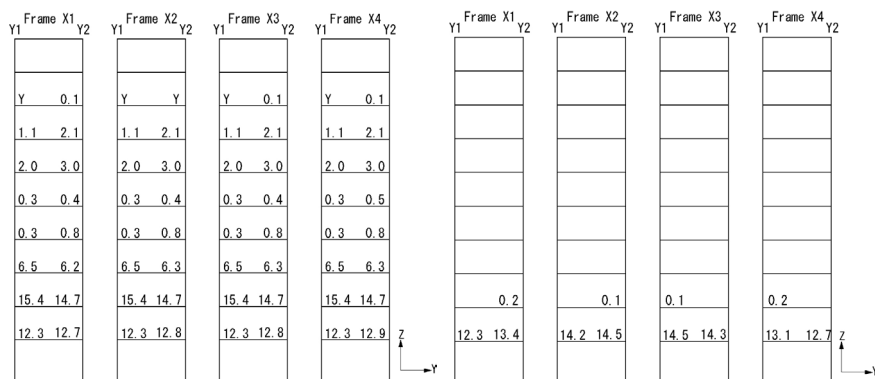 Frame X1 Frame X2 Frame X3 Frame X4
Y1 Y2 Y1 Y2 Y1 Y2 Y1 Y2
Y 0.1 Y Y Y 0.1 Y 0.1
1.1 2.1 1.1 2.1 1.1 2.1 1.1 2.1
2.0 3.0 2.0 3.0 2.0 3.0 2.0 3.0
0.3 0.4 0.3 0.4 0.3 0.4 0.3 0.5
0.3 0.8 0.3 0.8 0.3 0.8 0.3 0.8
6.5 6.2 6.5 6.3 6.5 6.3 6.5 6.3
15.4 14.7 15.4 14.7 15.4 14.7 15.4 14.7
12.3 12.7 12.3 12.8 12.3 12.8 12.3 12.9
Z
Y
Frame X1 Frame X2 Frame X3 Frame X4
Y1 Y2 Y1 Y2 Y1 Y2 Y1 Y2
0.2 0.1 0.1 0.2
12.3 13.4 14.2 14.5 14.5 14.3 13.1 12.7
Z
Y